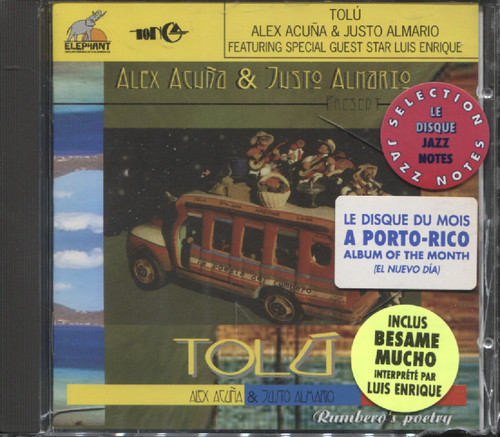 ELEPHANT
TOLÚ
ALEX ACUÑA & JUSTO ALMARIO
FEATURING SPECIAL GUEST STAR LUIS ENRIQUE
ALEX ACUÑA & JUSTO ALMARIO
PRESENT
SELECTION
LE
DISQUE
JAZZ
NOTES
JAZZ NOTES
LE DISQUE DU MOIS
A PORTO-RICO
ALBUM OF THE MONTH
(EL NUEVO DÍA)
INCLUS
BESAME
MUCHO
INTERPRÉTÉ PAR
LUIS ENRIQUE
TOLÚ
ALEX ACUÑA & JUSTO ALMARIO
Rumbero's poetry